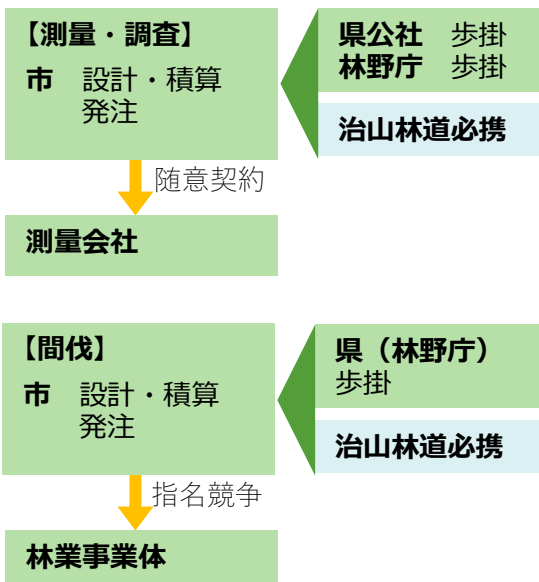 【測量・調査】
市　設計・積算
発注
県公社　歩掛
林野庁　歩掛
治山林道必携
随意契約
測量会社
【間伐】
市　設計・積算
発注
県（林野庁）
歩掛
治山林道必携
指名競争
林業事業体